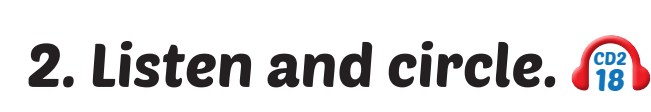 2. Listen and circle.
CD2
18